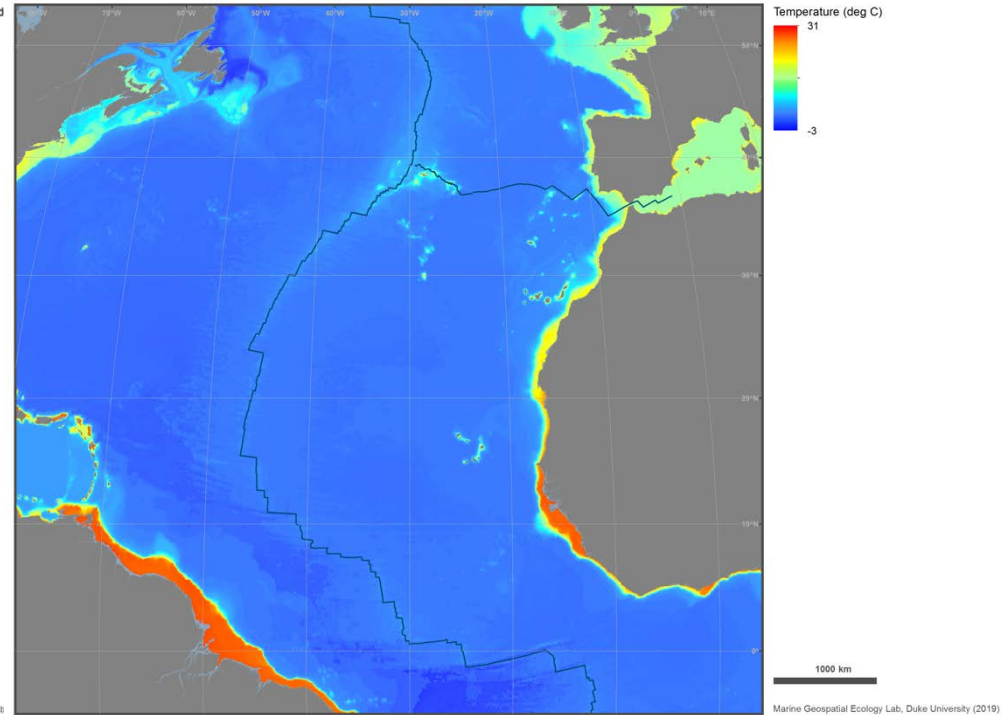 d
Temperature (deg C)
31
-3
60°W
50°W
40°W
30°W
20°W
10°W
0°W
10°E
50°N
40°N
30°N
20°N
10°N
0°
1000 km
Marine Geospatial Ecology Lab, Duke University (2019)